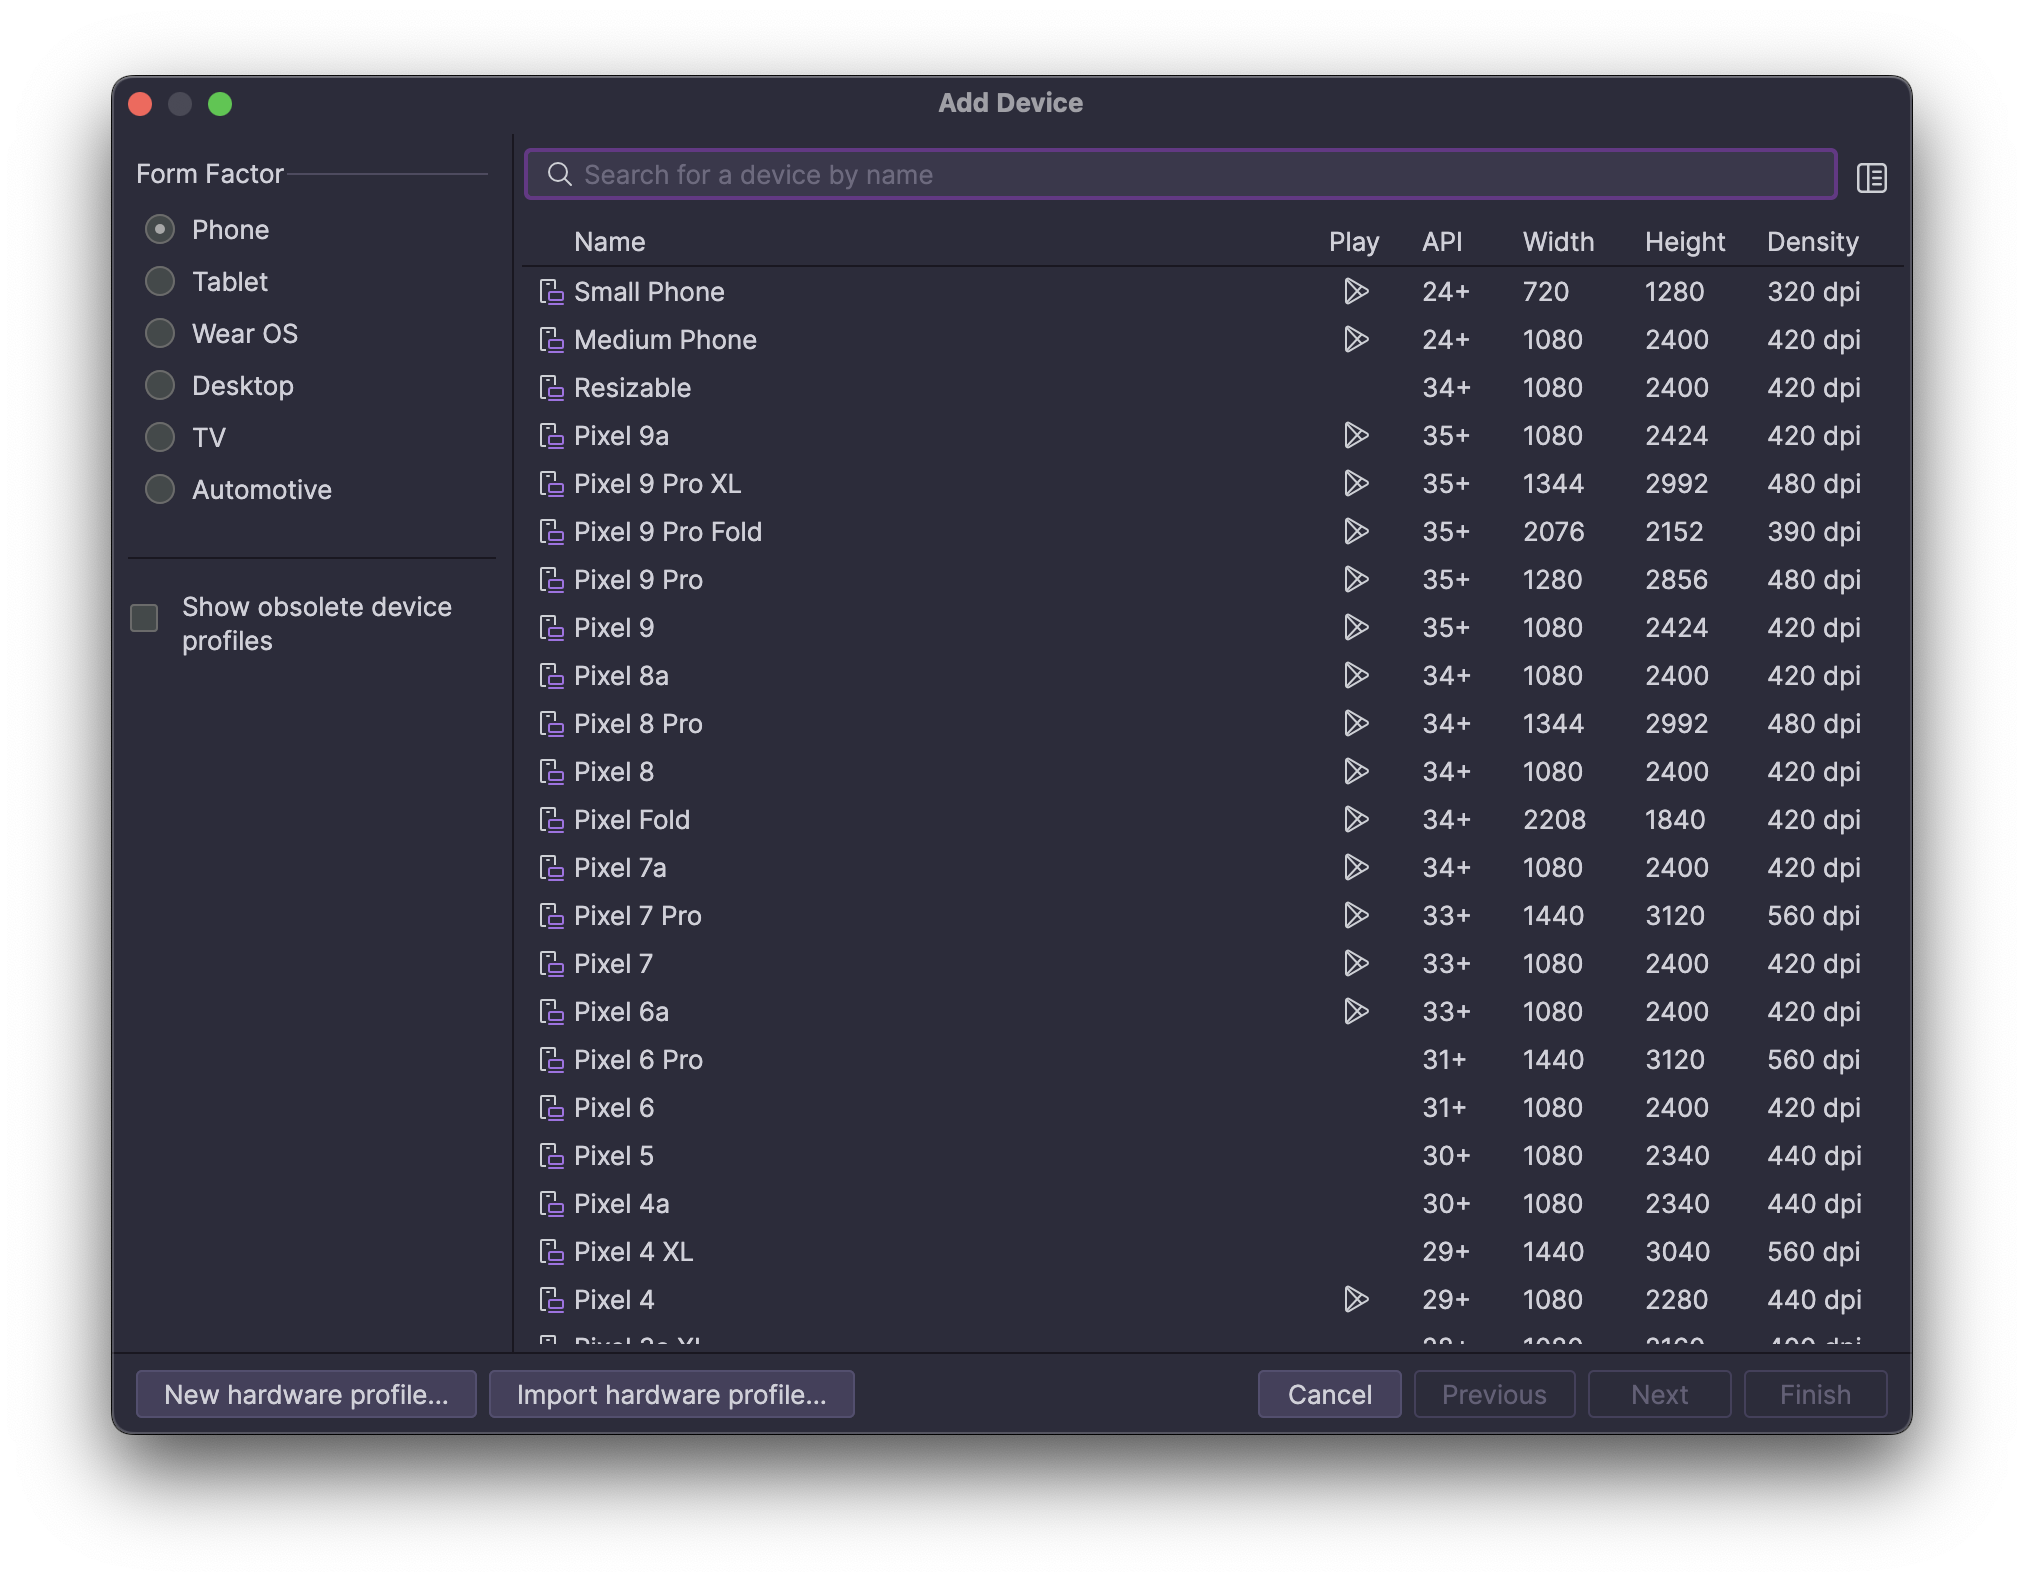 Add Device
Form Factor
Phone
Tablet
Wear OS
Desktop
TV
Automotive
Show obsolete device
profiles
Search for a device by name
Name Play API Width Height Density
Small Phone 24+ 720 1280 320 dpi
Medium Phone 24+ 1080 2400 420 dpi
Resizable 34+ 1080 2400 420 dpi
Pixel 9a 35+ 1080 2424 420 dpi
Pixel 9 Pro XL 35+ 1344 2992 480 dpi
Pixel 9 Pro Fold 35+ 2076 2152 390 dpi
Pixel 9 Pro 35+ 1280 2856 480 dpi
Pixel 9 35+ 1080 2424 420 dpi
Pixel 8a 34+ 1080 2400 420 dpi
Pixel 8 Pro 34+ 1344 2992 480 dpi
Pixel 8 34+ 1080 2400 420 dpi
Pixel Fold 34+ 2208 1840 420 dpi
Pixel 7a 34+ 1080 2400 420 dpi
Pixel 7 Pro 33+ 1440 3120 560 dpi
Pixel 7 33+ 1080 2400 420 dpi
Pixel 6a 33+ 1080 2400 420 dpi
Pixel 6 Pro 31+ 1440 3120 560 dpi
Pixel 6 31+ 1080 2400 420 dpi
Pixel 5 30+ 1080 2340 440 dpi
Pixel 4a 30+ 1080 2340 440 dpi
Pixel 4 XL 29+ 1440 3040 560 dpi
Pixel 4 29+ 1080 2280 440 dpi
New hardware profile... Import hardware profile... Cancel Previous Next Finish